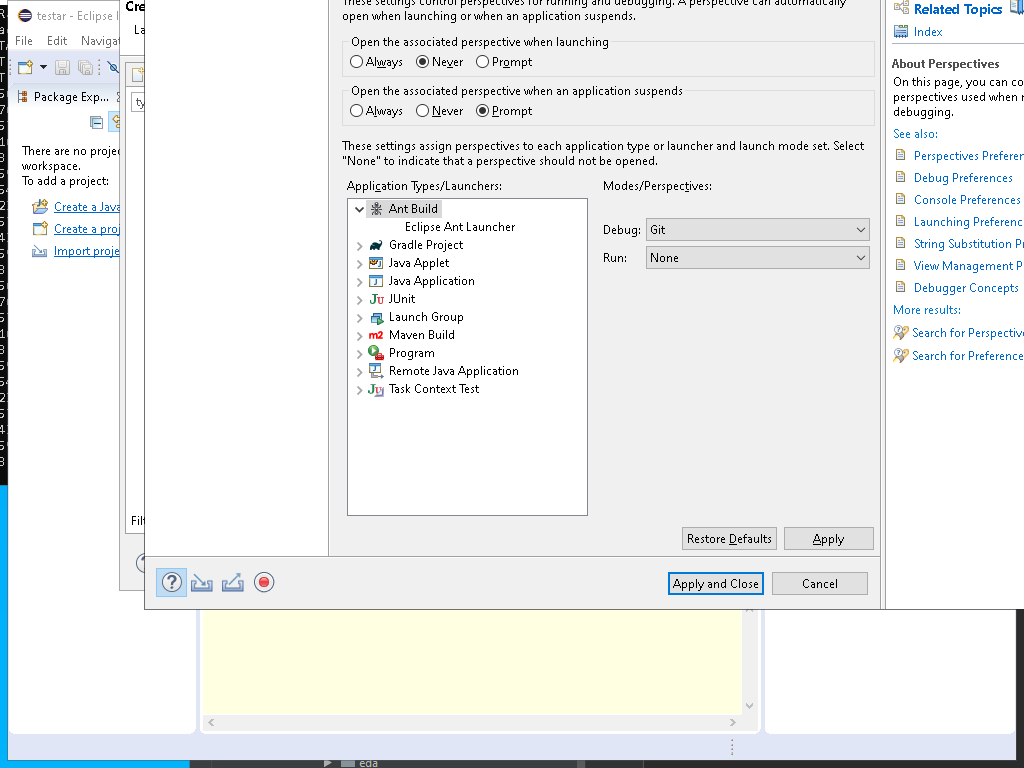 testar - Eclipse I
File Edit Naviga
Package Exp...
There are no proje
workspace.
To add a project:
Create a Java
Create a proj
Import proje
Cre
La
ty
Filt
These settings control perspectives for running and debugging. A perspective can automatically
open when launching or when an application suspends.
Open the associated perspective when launching
Always Never Prompt
Open the associated perspective when an application suspends
Always Never Prompt
These settings assign perspectives to each application type or launcher and launch mode set. Select
"None" to indicate that a perspective should not be opened.
Application Types/Launchers:
Ant Build
Eclipse Ant Launcher
Gradle Project
Java Applet
Java Application
JUnit
Launch Group
Maven Build
Program
Remote Java Application
Task Context Test
Modes/Perspectives:
Debug: Git
Run: None
Restore Defaults Apply
Apply and Close Cancel
Related Topics
Index
About Perspectives
On this page, you can co
perspectives used when r
debugging.
See also:
Perspectives Preferer
Debug Preferences
Console Preferences
Launching Preferenc
String Substitution Pr
View Management P
Debugger Concepts
More results:
Search for Perspective
Search for Preference
eda